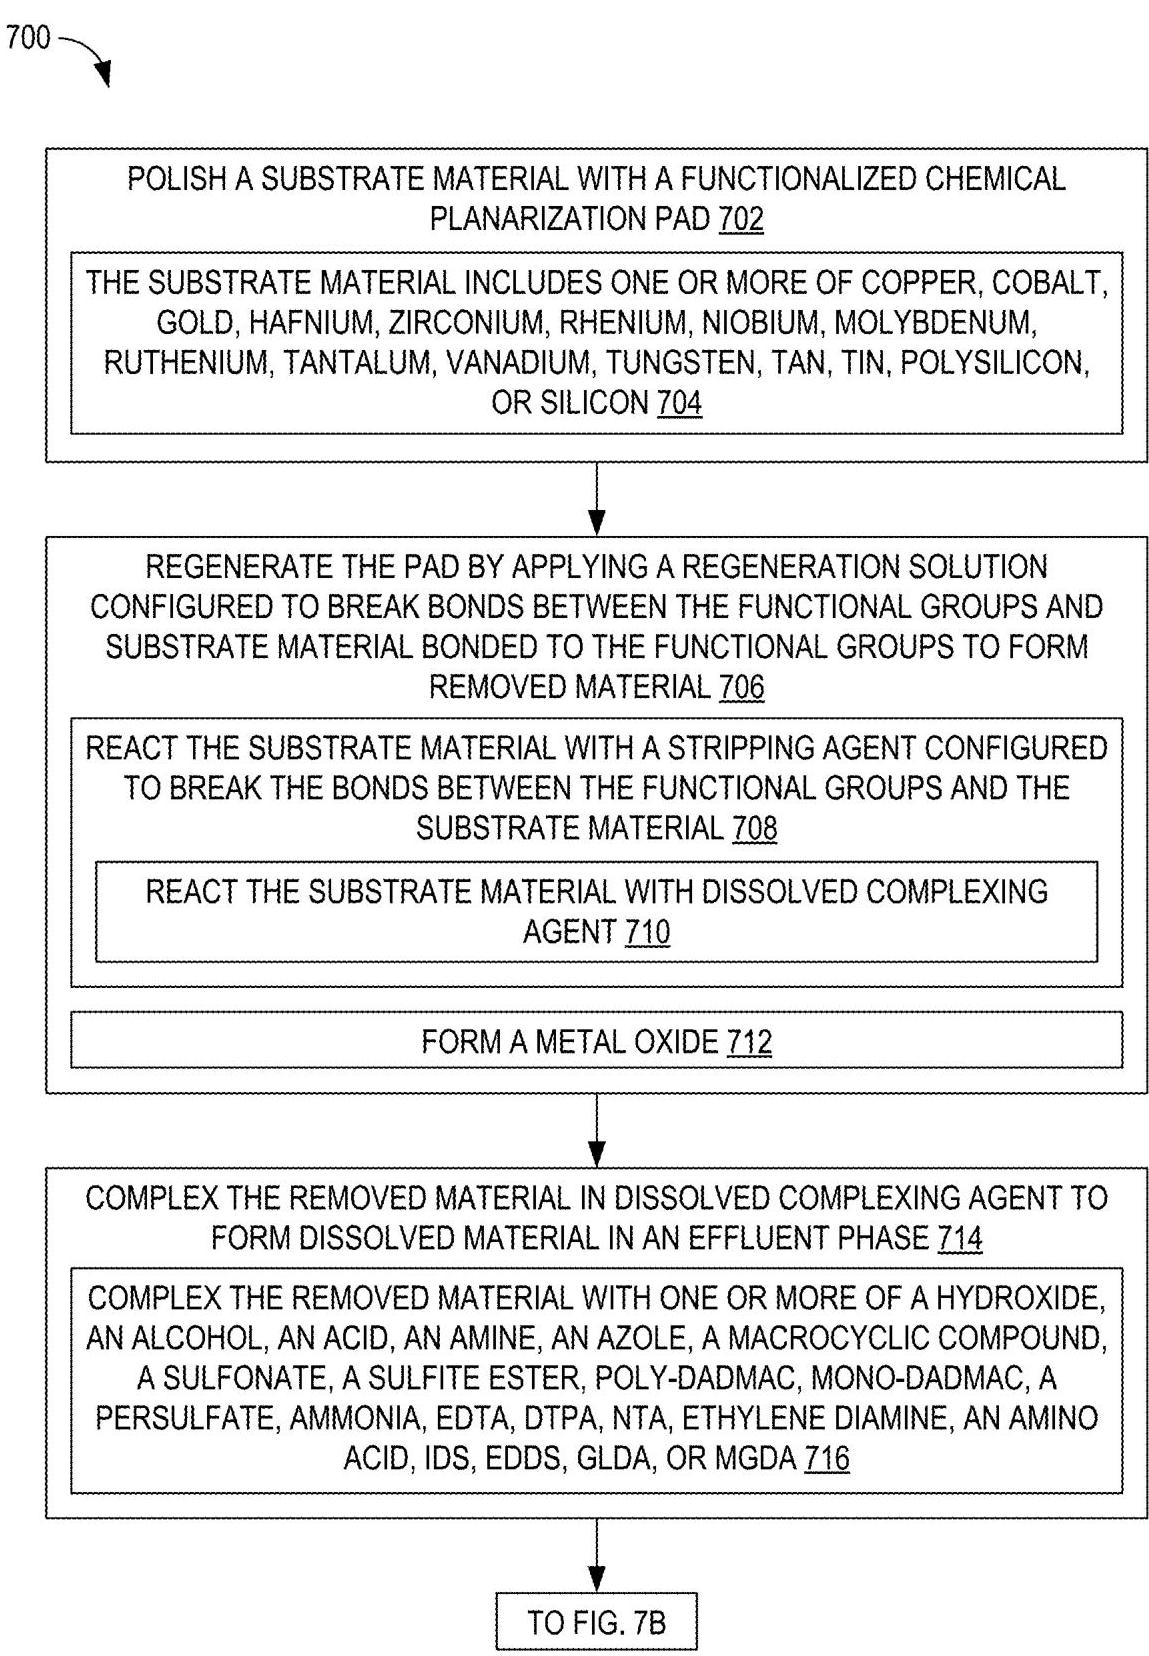 700
POLISH A SUBSTRATE MATERIAL WITH A FUNCTIONALIZED CHEMICAL
PLANARIZATION PAD 702
THE SUBSTRATE MATERIAL INCLUDES ONE OR MORE OF COPPER, COBALT,
GOLD, HAFNIUM, ZIRCONIUM, RHENIUM, NIOBIUM, MOLYBDENUM,
RUTHENIUM, TANTALUM, VANADIUM, TUNGSTEN, TAN, TIN, POLYSILICON,
OR SILICON 704
REGENERATE THE PAD BY APPLYING A REGENERATION SOLUTION
CONFIGURED TO BREAK BONDS BETWEEN THE FUNCTIONAL GROUPS AND
SUBSTRATE MATERIAL BONDED TO THE FUNCTIONAL GROUPS TO FORM
REMOVED MATERIAL 706
REACT THE SUBSTRATE MATERIAL WITH A STRIPPING AGENT CONFIGURED
TO BREAK THE BONDS BETWEEN THE FUNCTIONAL GROUPS AND THE
SUBSTRATE MATERIAL 708
REACT THE SUBSTRATE MATERIAL WITH DISSOLVED COMPLEXING
AGENT 710
FORM A METAL OXIDE 712
COMPLEX THE REMOVED MATERIAL IN DISSOLVED COMPLEXING AGENT TO
FORM DISSOLVED MATERIAL IN AN EFFLUENT PHASE 714
COMPLEX THE REMOVED MATERIAL WITH ONE OR MORE OF A HYDROXIDE,
AN ALCOHOL, AN ACID, AN AMINE, AN AZOLE, A MACROCYCLIC COMPOUND,
A SULFONATE, A SULFITE ESTER, POLY-DADMAC, MONO-DADMAC, A
PERSULFATE, AMMONIA, EDTA, DTPA, NTA, ETHYLENE DIAMINE, AN AMINO
ACID, IDS, EDDS, GLDA, OR MGDA 716
TO FIG. 7B